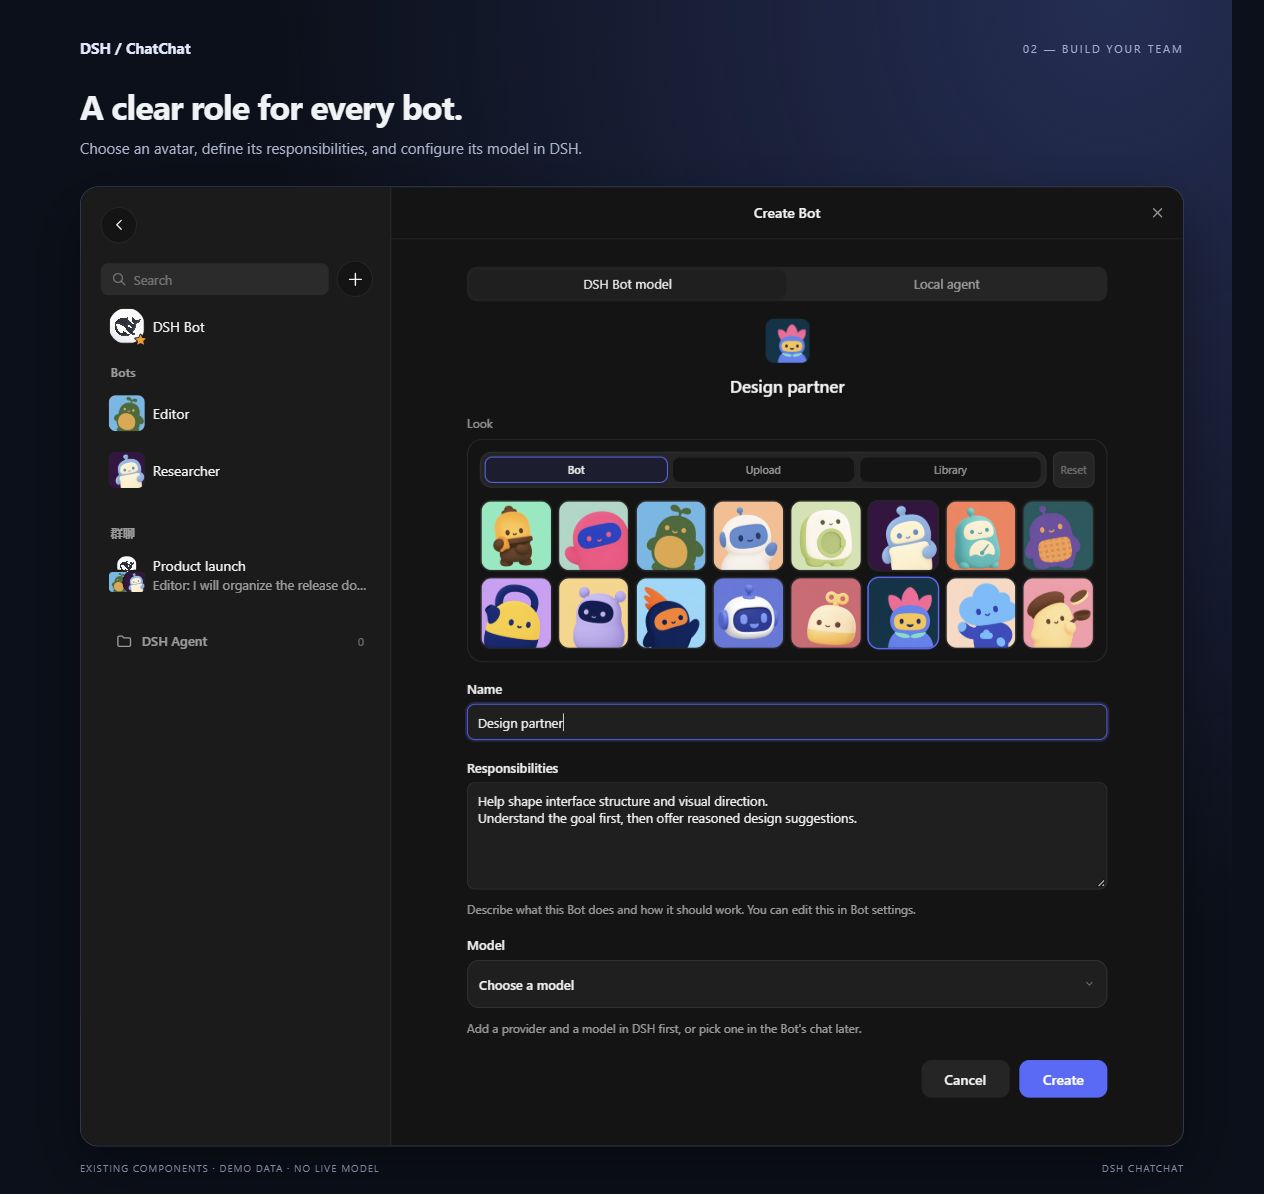 DSH / ChatChat
02 — BUILD YOUR TEAM
A clear role for every bot.
Choose an avatar, define its responsibilities, and configure its model in DSH.
Search
DSH Bot
Bots
Editor
Researcher
群聊
Product launch
Editor: I will organize the release do...
DSH Agent
0
Create Bot
DSH Bot model
Local agent
Design partner
Look
Bot
Upload
Library
Reset
Name
Design partner
Responsibilities
Help shape interface structure and visual direction.
Understand the goal first, then offer reasoned design suggestions.
Describe what this Bot does and how it should work. You can edit this in Bot settings.
Model
Choose a model
Add a provider and a model in DSH first, or pick one in the Bot's chat later.
Cancel
Create
EXISTING COMPONENTS · DEMO DATA · NO LIVE MODEL
DSH CHATCHAT